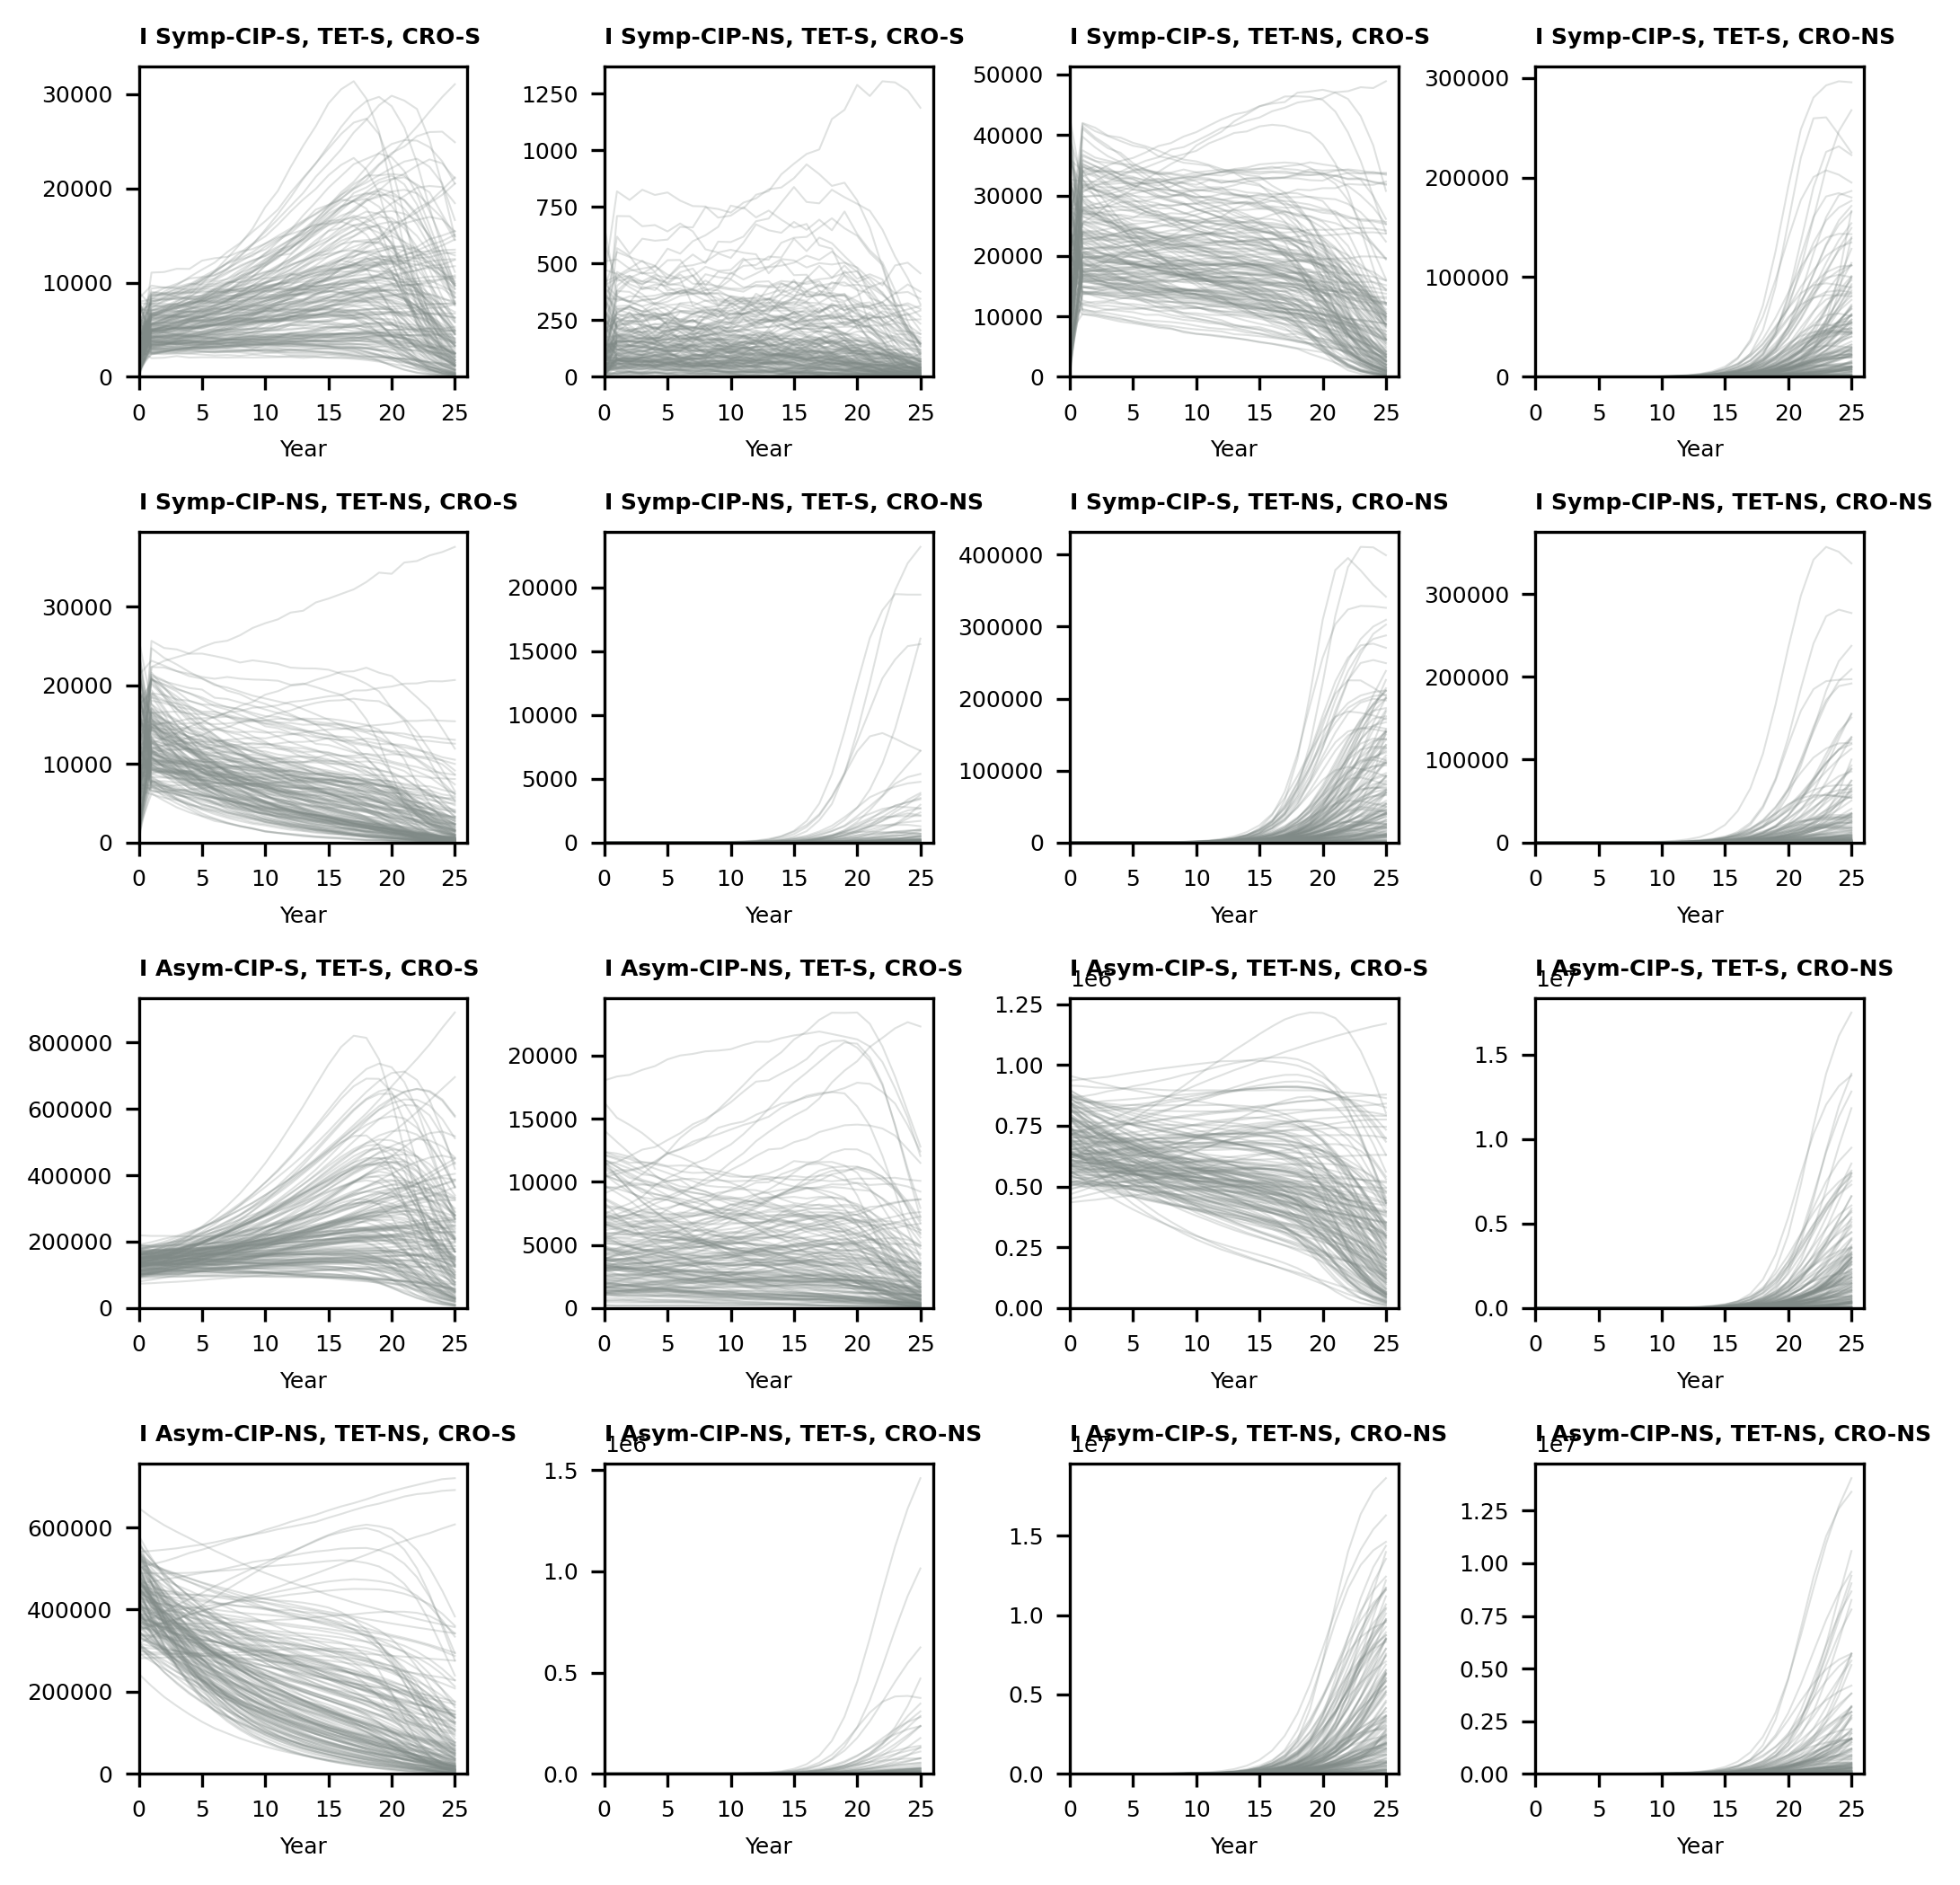 I Symp-CIP-S, TET-S, CRO-S
30000
20000
10000
0
0 5 10 15 20 25
Year
I Symp-CIP-NS, TET-S, CRO-S
1250
1000
750
500
250
0
0 5 10 15 20 25
Year
I Symp-CIP-S, TET-NS, CRO-S
50000
40000
30000
20000
10000
0
0 5 10 15 20 25
Year
I Symp-CIP-S, TET-S, CRO-NS
300000
200000
100000
0
0 5 10 15 20 25
Year
I Symp-CIP-NS, TET-NS, CRO-S
30000
20000
10000
0
0 5 10 15 20 25
Year
I Symp-CIP-NS, TET-S, CRO-NS
20000
15000
10000
5000
0
0 5 10 15 20 25
Year
I Symp-CIP-S, TET-NS, CRO-NS
400000
300000
200000
100000
0
0 5 10 15 20 25
Year
I Symp-CIP-NS, TET-NS, CRO-NS
300000
200000
100000
0
0 5 10 15 20 25
Year
I Asym-CIP-S, TET-S, CRO-S
800000
600000
400000
200000
0
0 5 10 15 20 25
Year
I Asym-CIP-NS, TET-S, CRO-S
20000
15000
10000
5000
0
0 5 10 15 20 25
Year
I Asym-CIP-S, TET-NS, CRO-S
1e6
1.25
1.00
0.75
0.50
0.25
0.00
0 5 10 15 20 25
Year
I Asym-CIP-S, TET-S, CRO-NS
1e7
1.5
1.0
0.5
0.0
0 5 10 15 20 25
Year
I Asym-CIP-NS, TET-NS, CRO-S
600000
400000
200000
0
0 5 10 15 20 25
Year
I Asym-CIP-NS, TET-S, CRO-NS
1e6
1.5
1.0
0.5
0.0
0 5 10 15 20 25
Year
I Asym-CIP-S, TET-NS, CRO-NS
1e7
1.5
1.0
0.5
0.0
0 5 10 15 20 25
Year
I Asym-CIP-NS, TET-NS, CRO-NS
1e7
1.25
1.00
0.75
0.50
0.25
0.00
0 5 10 15 20 25
Year